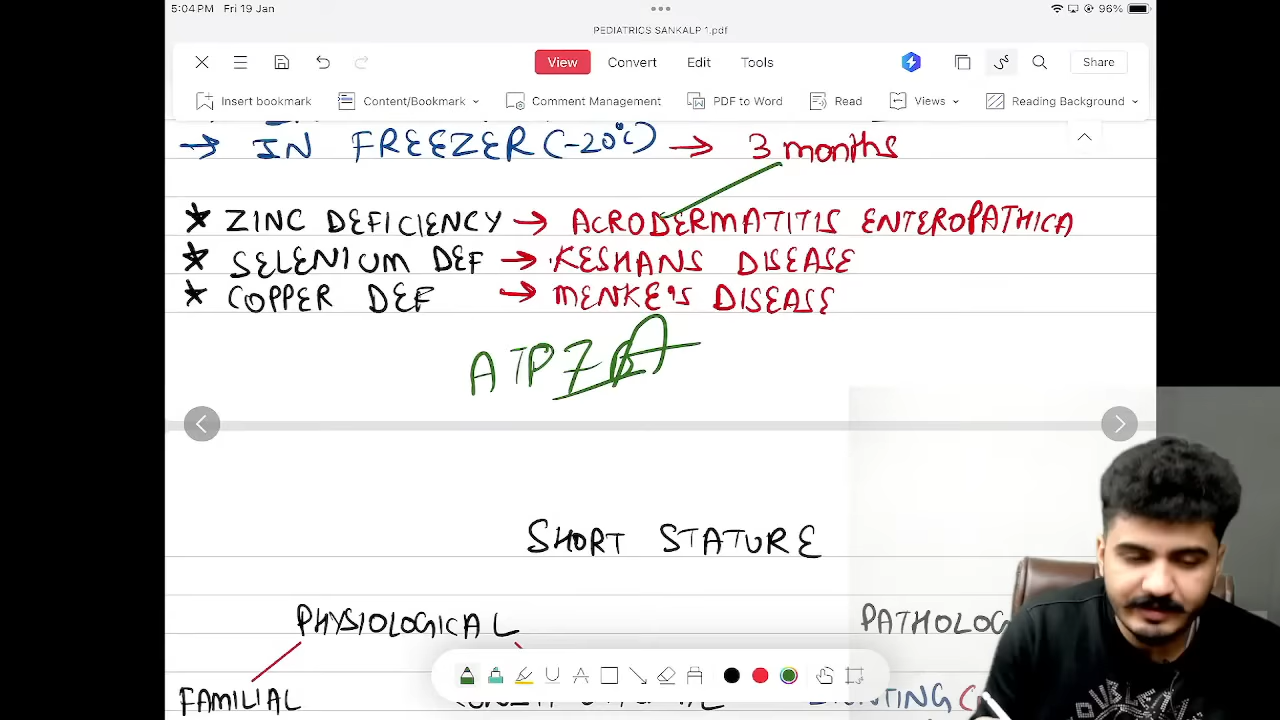 5:04 PM Fri 19 Jan
96%
PEDIATRICS SANKALP 1.pdf
View Convert Edit Tools Share
Insert bookmark Content/Bookmark Comment Management PDF to Word Read Views Reading Background
→ IN FREEZER (-20°C) → 3 months
★ ZINC DEFICIENCY → ACRODERMATITIS ENTEROPATHICA
★ SELENIUM DEF → KESHANS DISEASE
★ COPPER DEF → MENKE'S DISEASE
ATP7
SHORT STATURE
PHYSIOLOGICAL
FAMILIAL